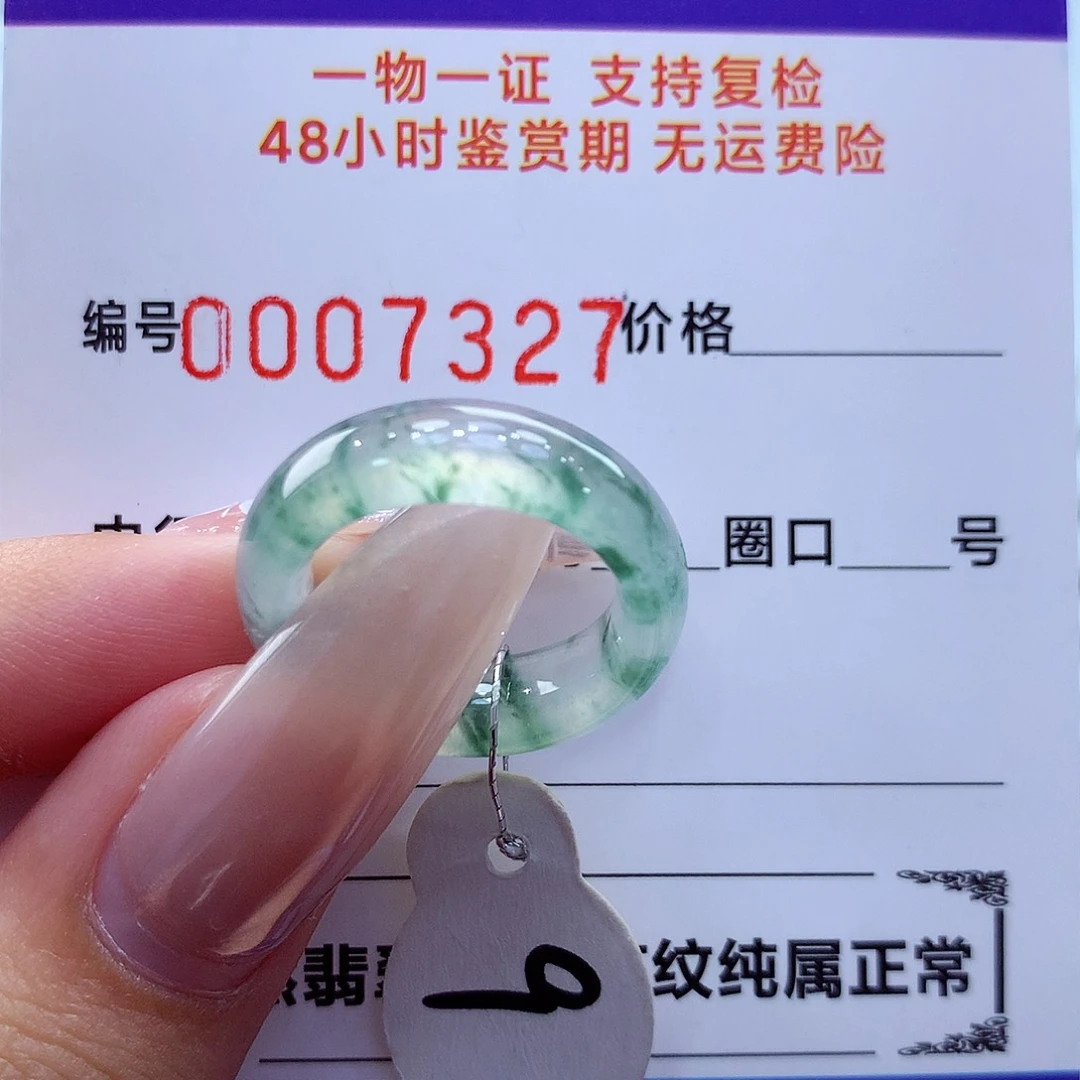 一物一证 支持复检
48小时鉴赏期 无运费险
编号0007327价格
圈口 号
9
翡 纹纯属正常